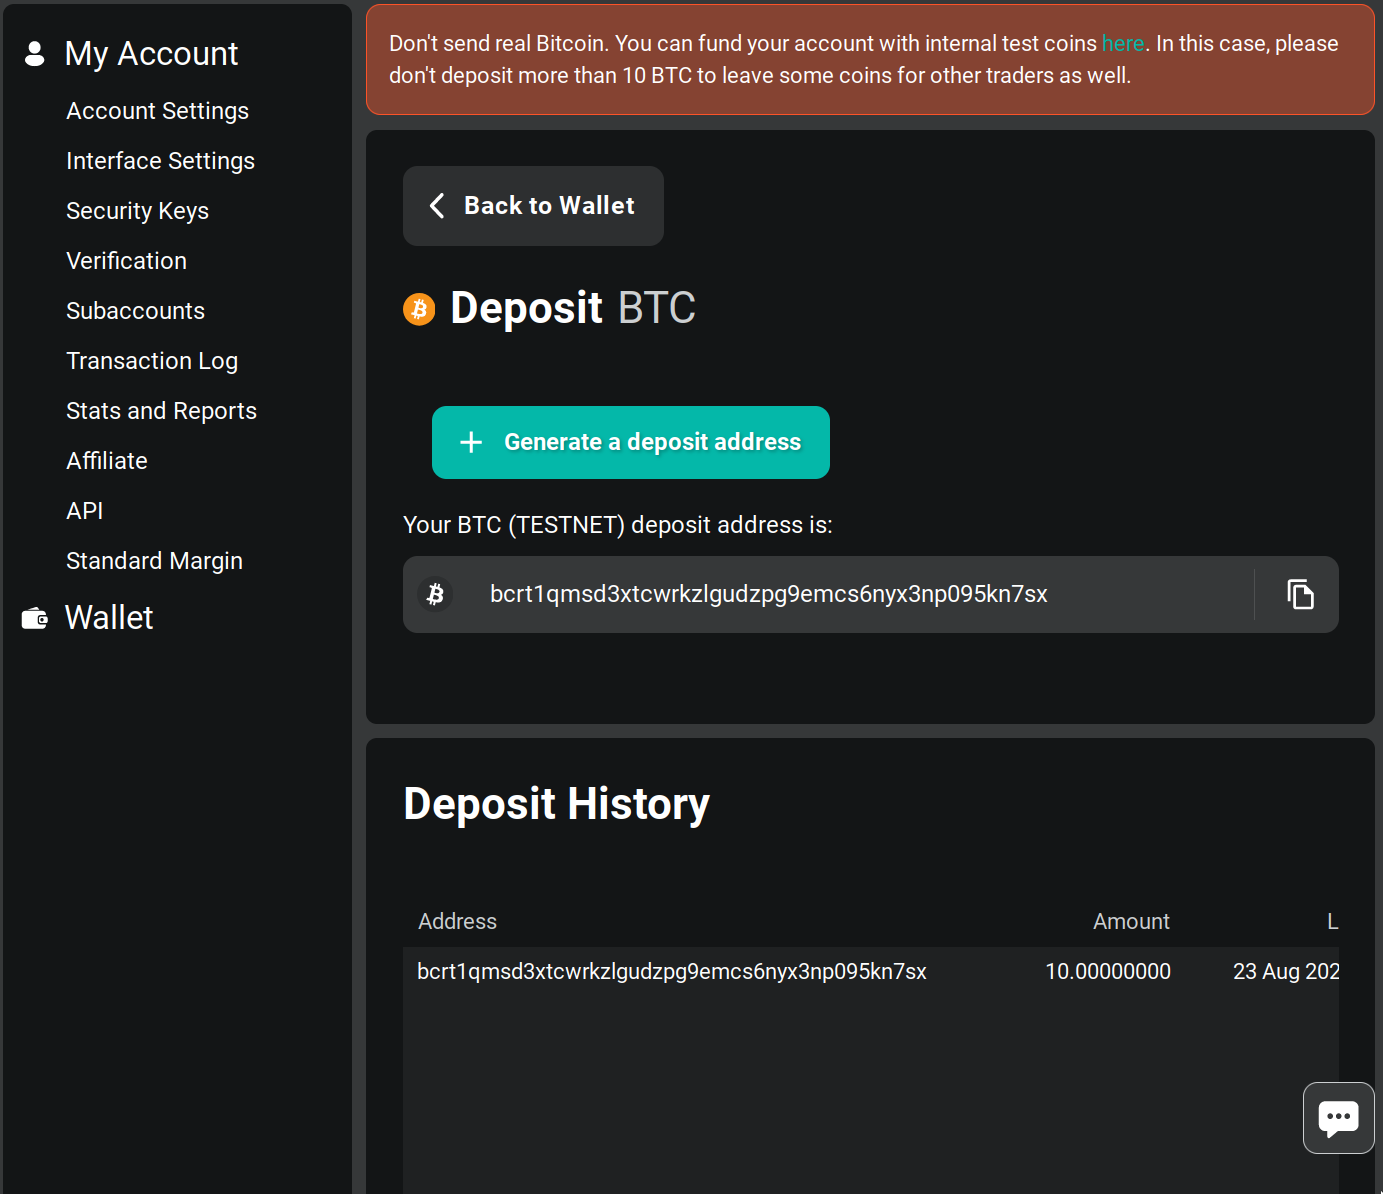 My Account
Account Settings
Interface Settings
Security Keys
Verification
Subaccounts
Transaction Log
Stats and Reports
Affiliate
API
Standard Margin
Wallet
Don't send real Bitcoin. You can fund your account with internal test coins here. In this case, please
don't deposit more than 10 BTC to leave some coins for other traders as well.
Back to Wallet
Deposit BTC
Generate a deposit address
Your BTC (TESTNET) deposit address is:
bcrt1qmsd3xtcwrkzlgudzpg9emcs6nyx3np095kn7sx
Deposit History
Address Amount L
bcrt1qmsd3xtcwrkzlgudzpg9emcs6nyx3np095kn7sx 10.00000000 23 Aug 202